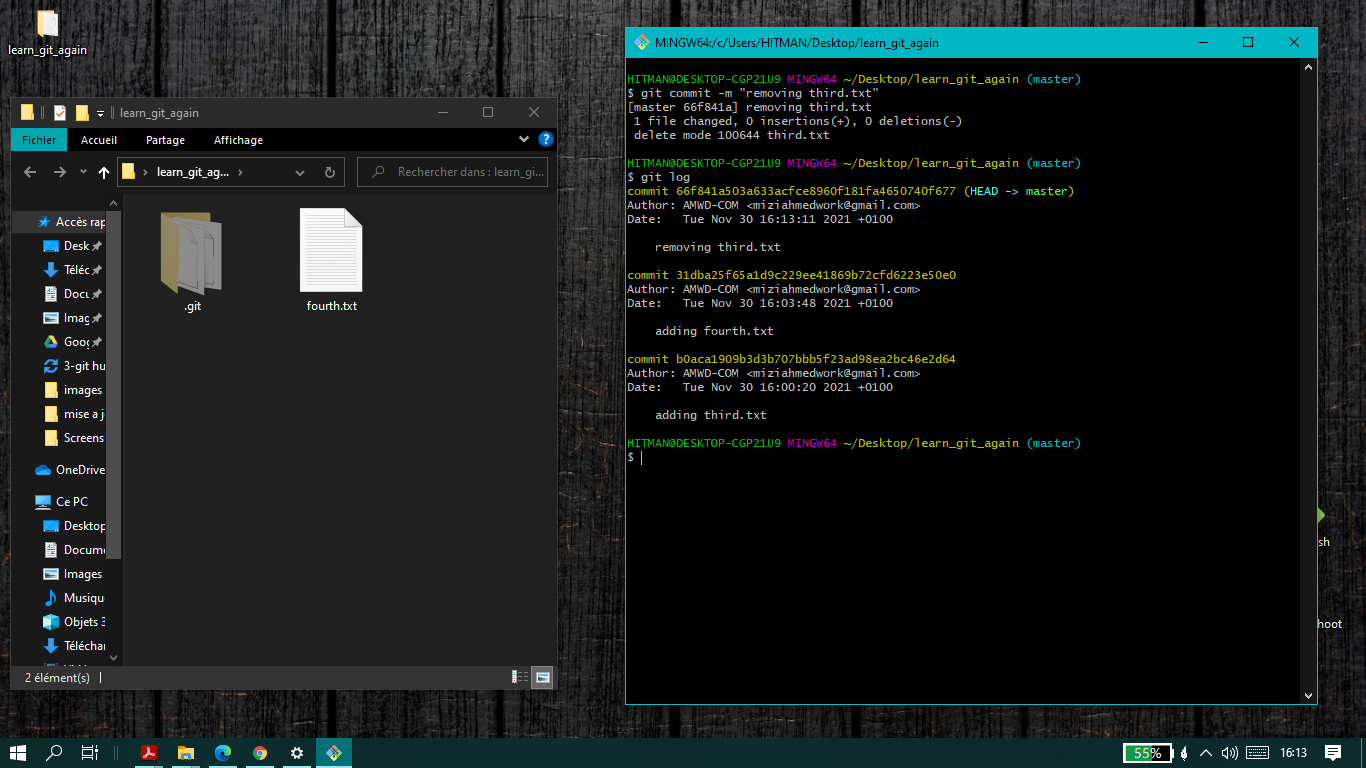 learn_git_again
learn_git_again
Fichier Accueil Partage Affichage
learn_git_ag...
Rechercher dans : learn_gi...
Accès rap
Desk
Téléc
Docu
Imag
Goog
3-git hu
images
mise a j
Screens
OneDrive
Ce PC
Desktop
Docume
Images
Musique
Objets 3
Téléchar
.git
fourth.txt
2 élément(s)
MINGW64:/c/Users/HITMAN/Desktop/learn_git_again
HITMAN@DESKTOP-CGP21U9 MINGW64 ~/Desktop/learn_git_again (master)
$ git commit -m "removing third.txt"
[master 66f841a] removing third.txt
1 file changed, 0 insertions(+), 0 deletions(-)
delete mode 100644 third.txt
HITMAN@DESKTOP-CGP21U9 MINGW64 ~/Desktop/learn_git_again (master)
$ git log
commit 66f841a503a633acfce8960f181fa4650740f677 (HEAD -> master)
Author: AMWD-COM <miziahmedwork@gmail.com>
Date:   Tue Nov 30 16:13:11 2021 +0100
removing third.txt
commit 31dba25f65a1d9c229ee41869b72cfd6223e50e0
Author: AMWD-COM <miziahmedwork@gmail.com>
Date:   Tue Nov 30 16:03:48 2021 +0100
adding fourth.txt
commit b0aca1909b3d3b707bbb5f23ad98ea2bc46e2d64
Author: AMWD-COM <miziahmedwork@gmail.com>
Date:   Tue Nov 30 16:00:20 2021 +0100
adding third.txt
HITMAN@DESKTOP-CGP21U9 MINGW64 ~/Desktop/learn_git_again (master)
$
sh
hoot
55%
16:13